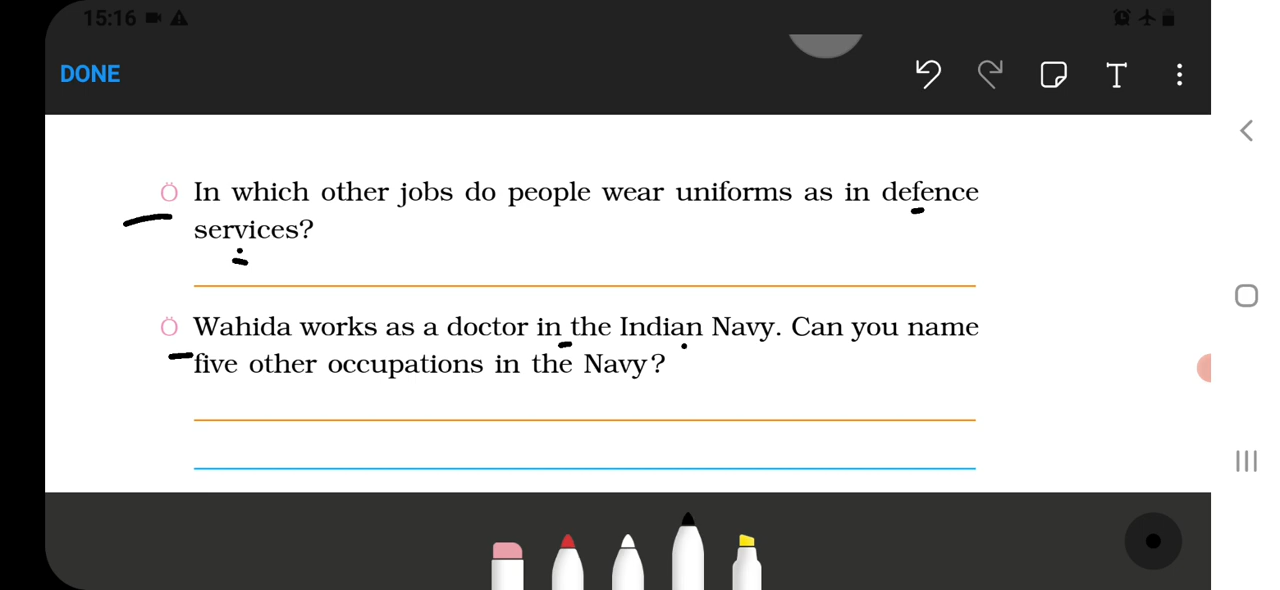 15:16
DONE
T
Ö In which other jobs do people wear uniforms as in defence
services?
Ö Wahida works as a doctor in the Indian Navy. Can you name
five other occupations in the Navy?